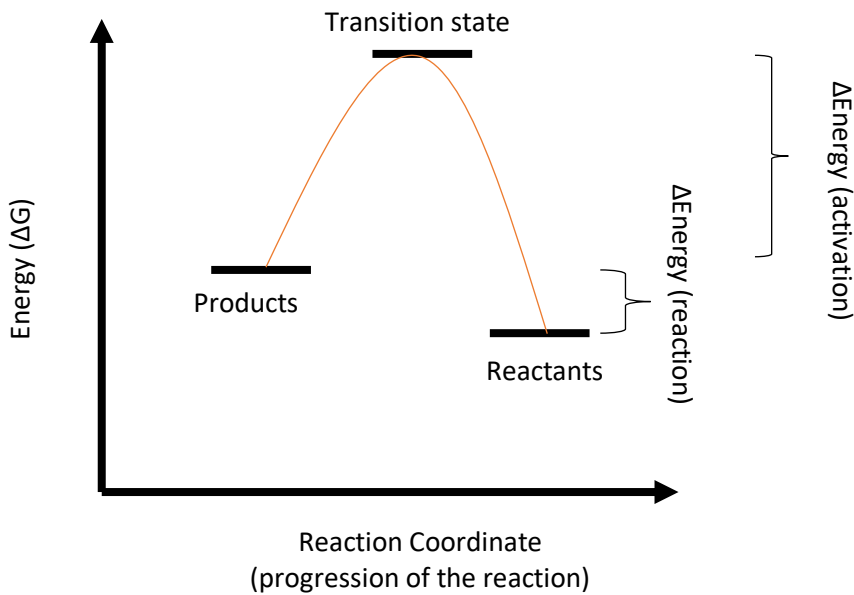 Transition state
Energy (ΔG)
Products
Reactants
ΔEnergy (reaction)
ΔEnergy (activation)
Reaction Coordinate
(progression of the reaction)